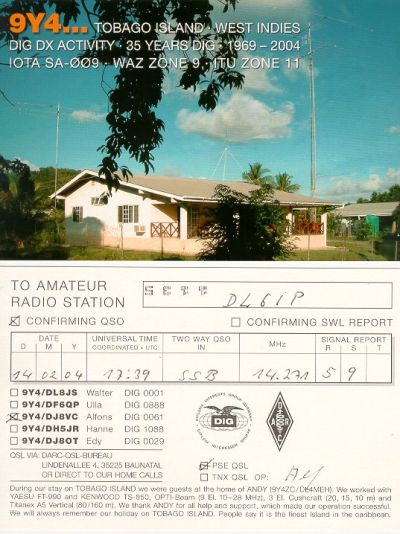 9Y4... TOBAGO ISLAND · WEST INDIES
DIG DX ACTIVITY · 35 YEARS DIG · 1969 – 2004
IOTA SA-ØØ9 · WAZ ZONE 9 · ITU ZONE 11
TO AMATEUR
RADIO STATION
DL6IP
CONFIRMING QSO CONFIRMING SWL REPORT
DATE UNIVERSAL TIME TWO WAY QSO MHz SIGNAL REPORT
D M Y COORDINATED • UTC IN R S T
14 02 04 17:39 SSB 14.271 5 9
9Y4/DL8JS Walter DIG 0001
9Y4/DF6QP Ulla DIG 0888
9Y4/DJ8VC Alfons DIG 0061
9Y4/DH5JR Hanne DIG 1088
9Y4/DJ8OT Edy DIG 0029
DIG
QSL VIA: DARC-QSL-BUREAU
LINDENALLEE 4, 35225 BAUNATAL
OR DIRECT TO OUR HOME CALLS
PSE QSL
TNX QSL OP:
During our stay on TOBAGO ISLAND we were guests at the home of ANDY (9Y4ZC/DL4MEH). We worked with
YAESU FT-990 and KENWOOD TS-850, OPTI-Beam (9 El. 10–28 MHz), 3 El. Cushcraft (20, 15, 10 m) and
Titanex A5 Vertical (80/160 m). We thank ANDY for all help and support, which made our operation successful.
We will always remember our holiday on TOBAGO ISLAND. People say it is the finest Island in the caribbean.